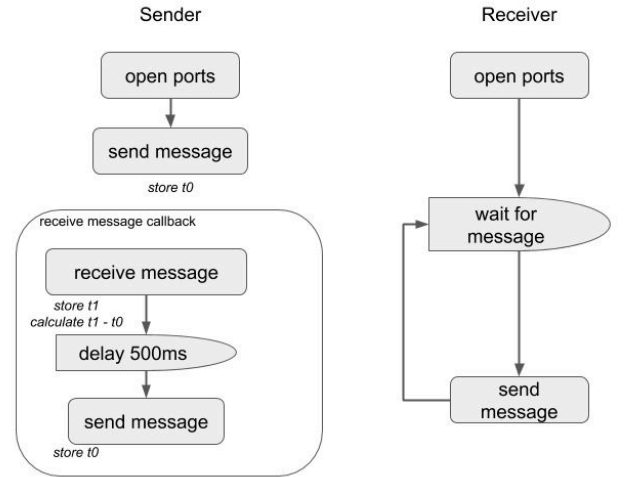 Sender
open ports
send message
store t0
receive message callback
receive message
store t1
calculate t1 - t0
delay 500ms
send message
store t0
Receiver
open ports
wait for
message
send
message